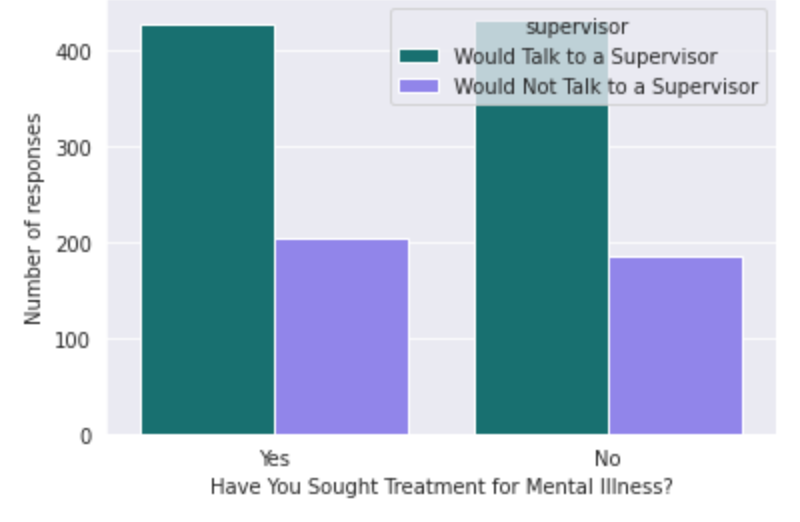 supervisor
Would Talk to a Supervisor
Would Not Talk to a Supervisor
400
300
200
100
0
Number of responses
Yes No
Have You Sought Treatment for Mental Illness?